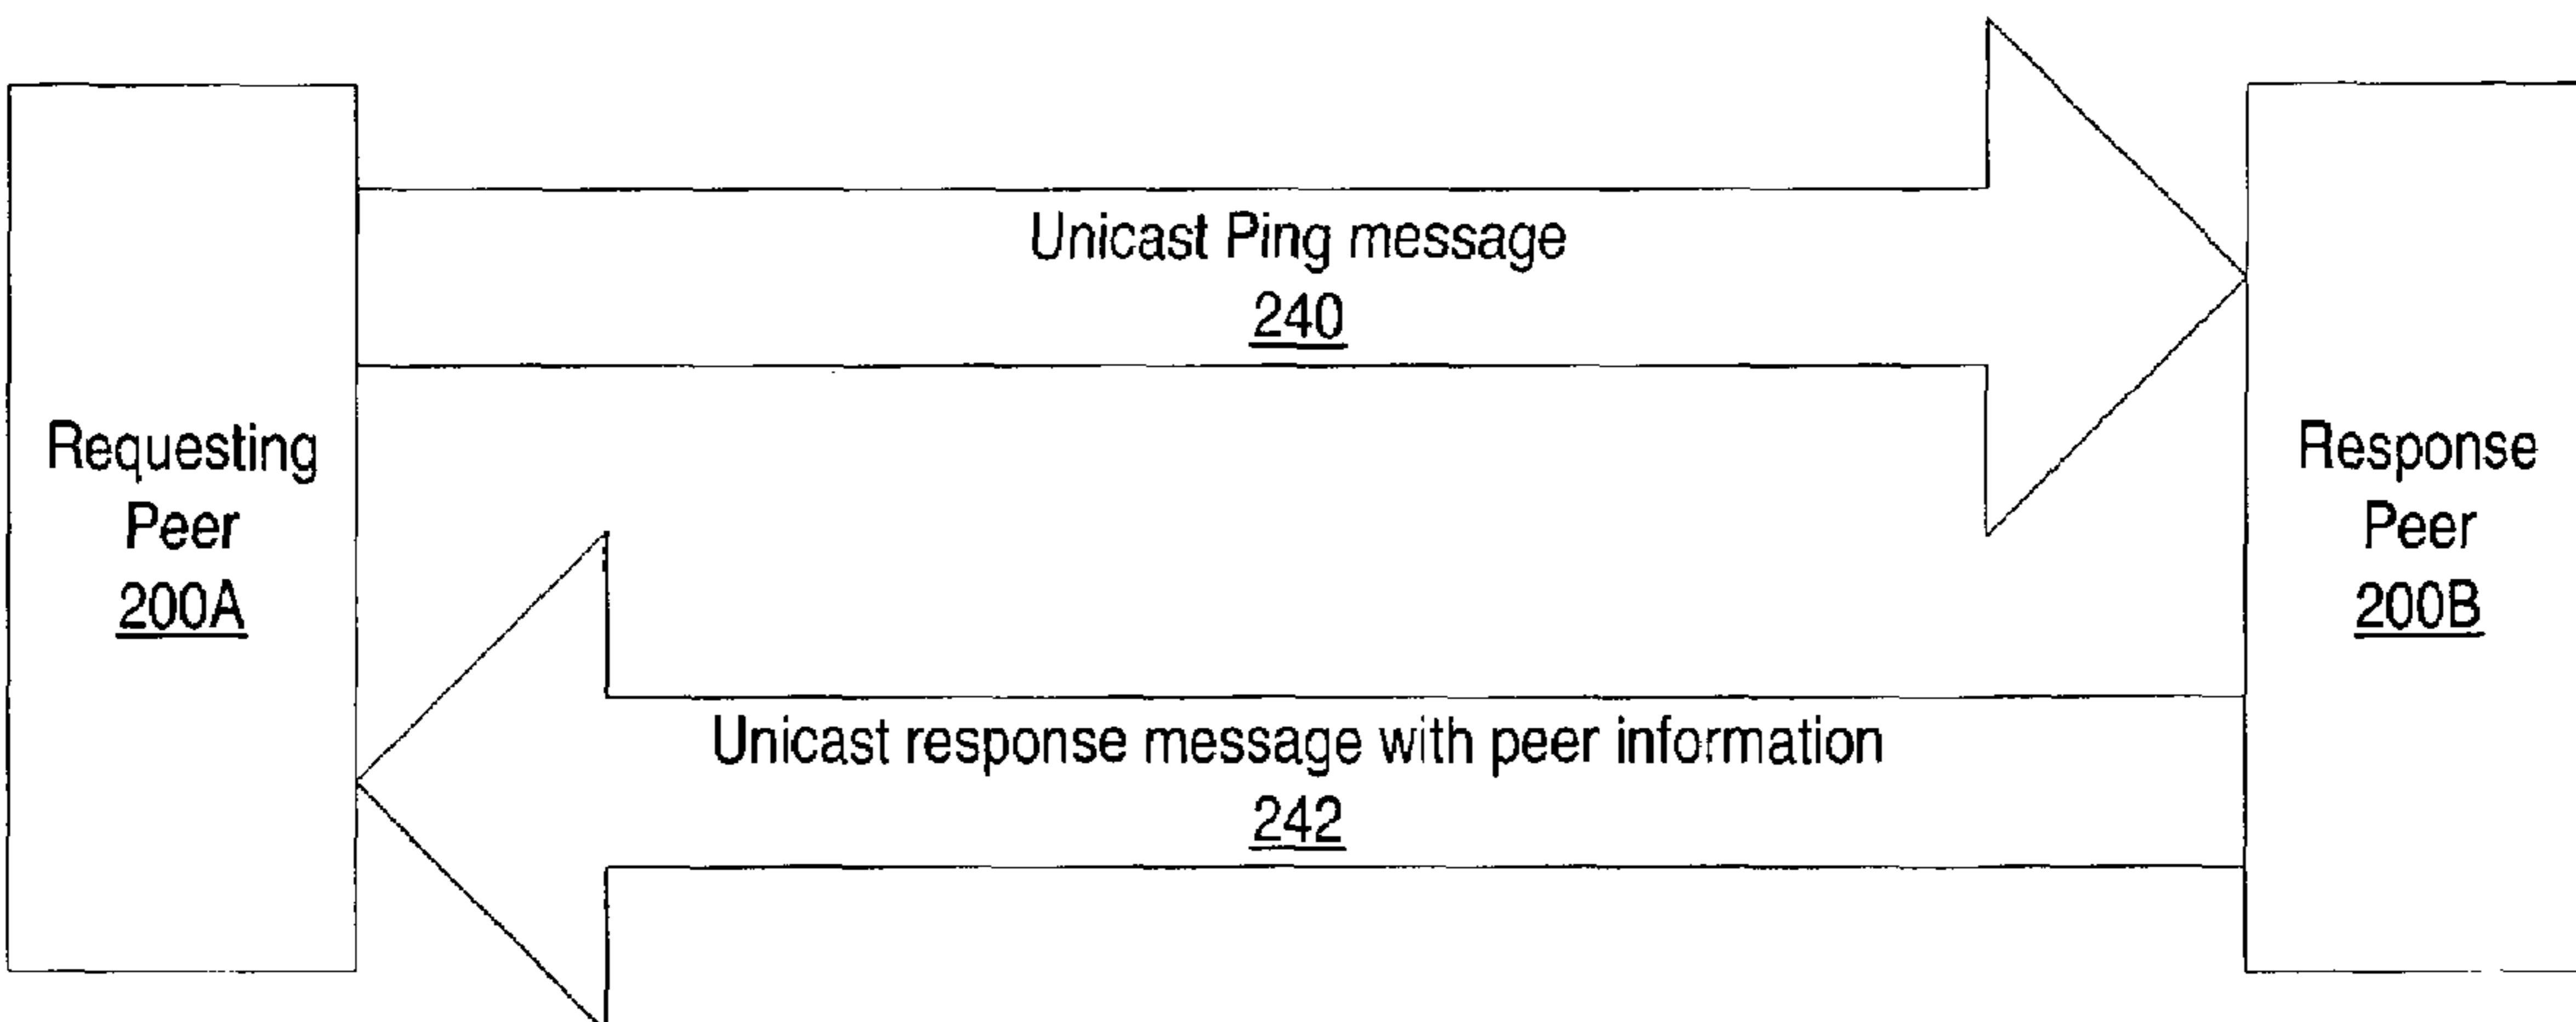 Unicast Ping message
240
Requesting
Peer
200A
Response
Peer
200B
Unicast response message with peer information
242